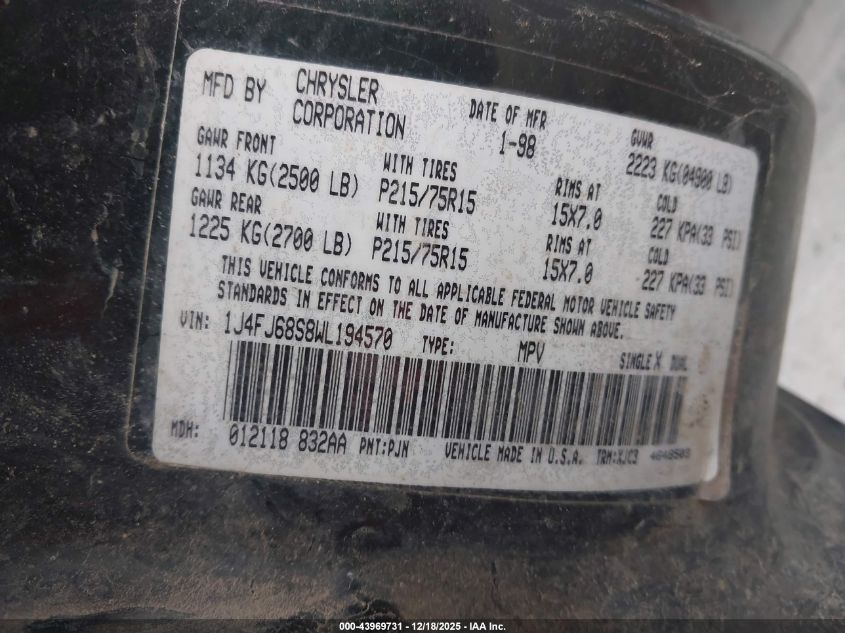 MFD BY CHRYSLER CORPORATION DATE OF MFR 1-98 GVWR 2223 KG(04900 LB)
GAWR FRONT 1134 KG(2500 LB) WITH TIRES P215/75R15 RIMS AT 15X7.0 COLD 227 KPA(33 PSI)
GAWR REAR 1225 KG(2700 LB) WITH TIRES P215/75R15 RIMS AT 15X7.0 COLD 227 KPA(33 PSI)
THIS VEHICLE CONFORMS TO ALL APPLICABLE FEDERAL MOTOR VEHICLE SAFETY
STANDARDS IN EFFECT ON THE DATE OF MANUFACTURE SHOWN ABOVE.
VIN: 1J4FJ68S8WL194570 TYPE: MPV SINGLE X DUAL
MDH: 012118 832AA PNT:PJN VEHICLE MADE IN U.S.A. TRM:XJC3 4648503
000-43969731 - 12/18/2025 - IAA Inc.